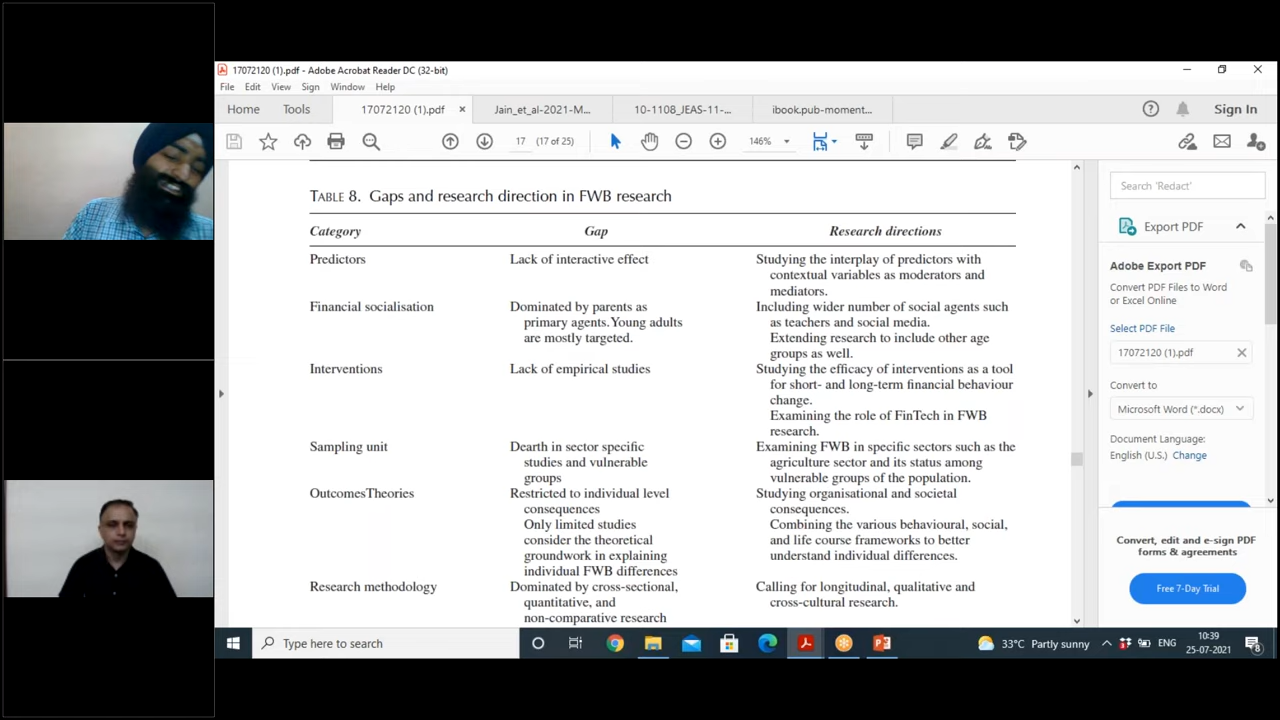 17072120 (1).pdf - Adobe Acrobat Reader DC (32-bit)
File Edit View Sign Window Help
Home Tools 17072120 (1).pdf × Jain_et_al-2021-M... 10-1108_JEAS-11-... ibook.pub-moment... Sign In
17 (17 of 25) 146%
TABLE 8. Gaps and research direction in FWB research
Category Gap Research directions
Predictors Lack of interactive effect Studying the interplay of predictors with
contextual variables as moderators and
mediators.
Financial socialisation Dominated by parents as Including wider number of social agents such
primary agents.Young adults as teachers and social media.
are mostly targeted. Extending research to include other age
groups as well.
Interventions Lack of empirical studies Studying the efficacy of interventions as a tool
for short- and long-term financial behaviour
change.
Examining the role of FinTech in FWB
research.
Sampling unit Dearth in sector specific Examining FWB in specific sectors such as the
studies and vulnerable agriculture sector and its status among
groups vulnerable groups of the population.
OutcomesTheories Restricted to individual level Studying organisational and societal
consequences consequences.
Only limited studies Combining the various behavioural, social,
consider the theoretical and life course frameworks to better
groundwork in explaining understand individual differences.
individual FWB differences
Research methodology Dominated by cross-sectional, Calling for longitudinal, qualitative and
quantitative, and cross-cultural research.
non-comparative research
Search 'Redact'
Export PDF
Adobe Export PDF
Convert PDF Files to Word
or Excel Online
Select PDF File
17072120 (1).pdf
Convert to
Microsoft Word (*.docx)
Document Language:
English (U.S.) Change
Convert, edit and e-sign PDF
forms & agreements
Free 7-Day Trial
Type here to search
33°C Partly sunny ENG 10:39
25-07-2021 8